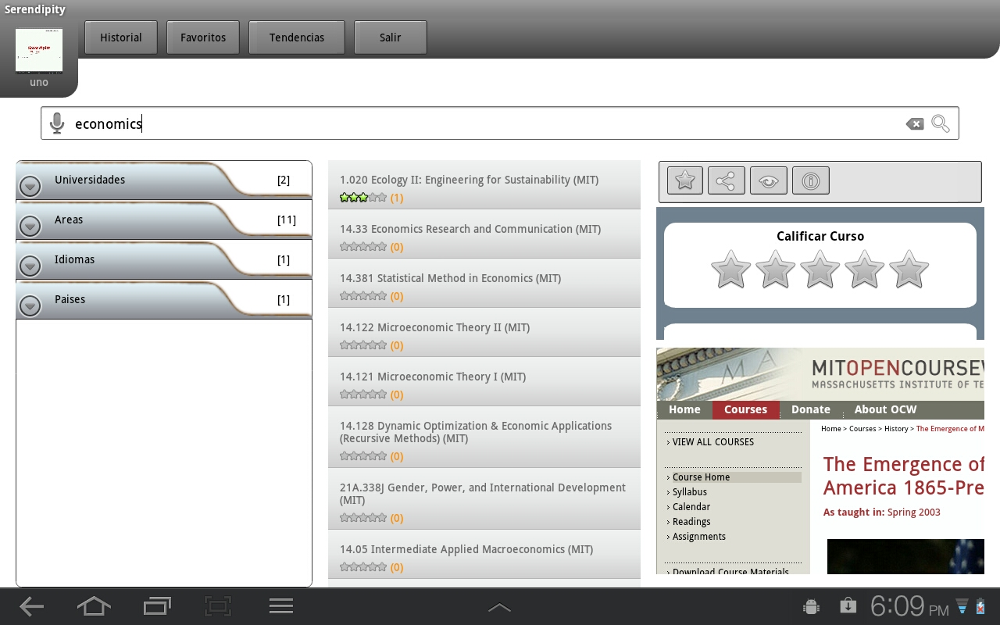 Serendipity
uno
Historial
Favoritos
Tendencias
Salir
economics
Universidades [2]
Areas [11]
Idiomas [1]
Paises [1]
1.020 Ecology II: Engineering for Sustainability (MIT)
(1)
14.33 Economics Research and Communication (MIT)
(0)
14.381 Statistical Method in Economics (MIT)
(0)
14.122 Microeconomic Theory II (MIT)
(0)
14.121 Microeconomic Theory I (MIT)
(0)
14.128 Dynamic Optimization & Economic Applications
(Recursive Methods) (MIT)
(0)
21A.338J Gender, Power, and International Development
(MIT)
(0)
14.05 Intermediate Applied Macroeconomics (MIT)
(0)
Calificar Curso
M A
MITOPENCOURSEW
MASSACHUSETTS INSTITUTE OF TE
Home Courses Donate About OCW
VIEW ALL COURSES
Course Home
Syllabus
Calendar
Readings
Assignments
Download Course Materials
Home > Courses > History > The Emergence of M
The Emergence of
America 1865-Pre
As taught in: Spring 2003
6:09 PM